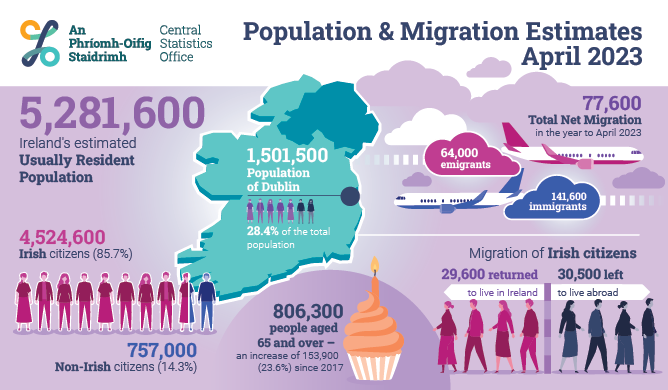 An
Phríomh-Oifig
Staidrimh
Central
Statistics
Office
Population & Migration Estimates
April 2023
5,281,600
Ireland's estimated
Usually Resident
Population
4,524,600
Irish citizens (85.7%)
757,000
Non-Irish citizens (14.3%)
1,501,500
Population
of Dublin
28.4% of the total
population
806,300
people aged
65 and over –
an increase of 153,900
(23.6%) since 2017
77,600
Total Net Migration
in the year to April 2023
64,000
emigrants
141,600
immigrants
Migration of Irish citizens
29,600 returned
to live in Ireland
30,500 left
to live abroad